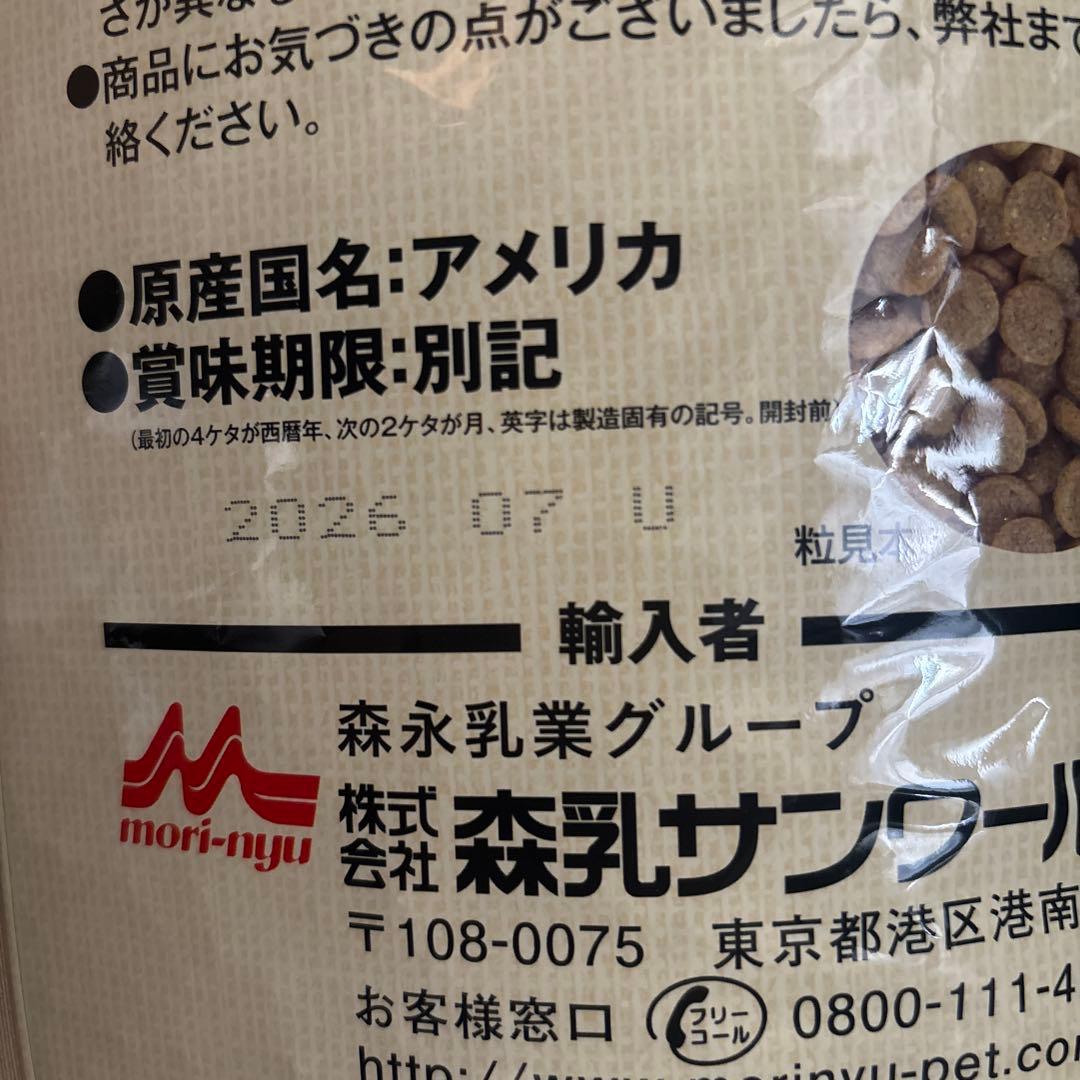 ●商品にお気づきの点がございましたら、弊社まで
絡ください。
●原産国名:アメリカ
●賞味期限:別記
(最初の4ケタが西暦年、次の2ケタが月、英字は製造固有の記号。開封前)
2026 07 U
粒見本
輸入者
森永乳業グループ
mori-nyu
株式会社 森乳サンワール
〒108-0075 東京都港区港南
お客様窓口 フリーコール 0800-111-4
http://www.morinyu-pet.com